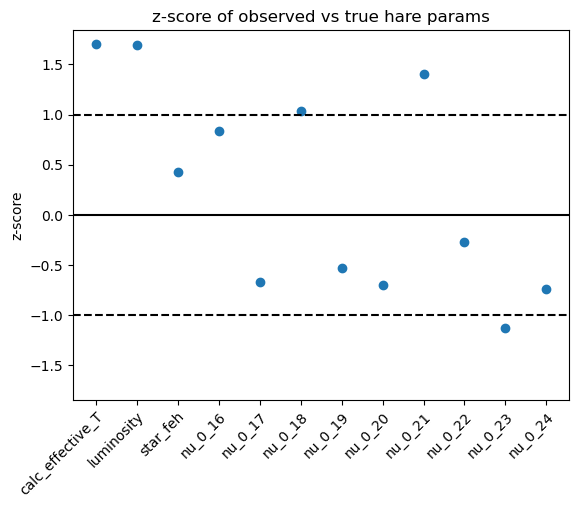 z-score of observed vs true hare params
z-score
1.5
1.0
0.5
0.0
−0.5
−1.0
−1.5
calc_effective_T
luminosity
star_feh
nu_0_16
nu_0_17
nu_0_18
nu_0_19
nu_0_20
nu_0_21
nu_0_22
nu_0_23
nu_0_24